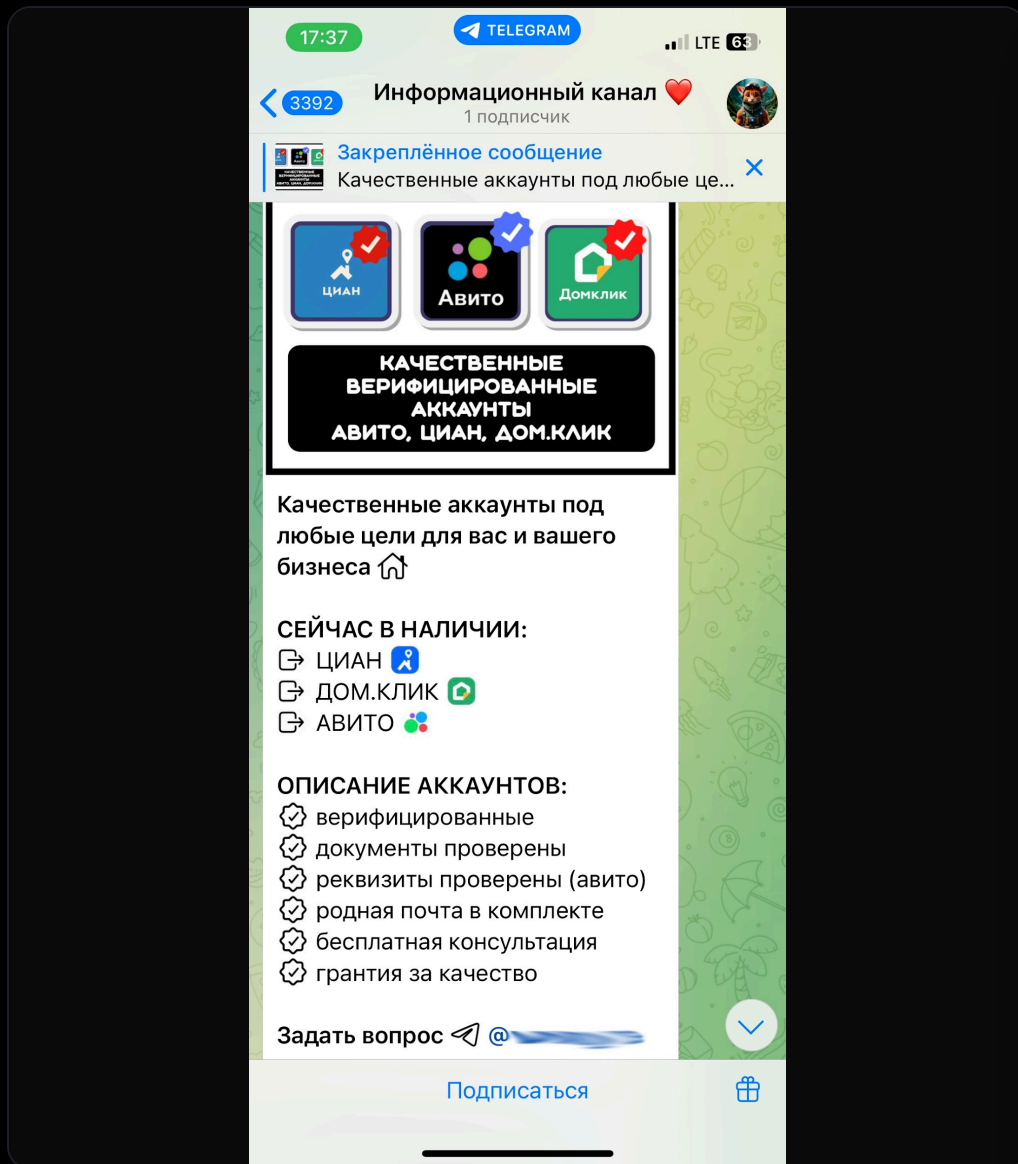 17:37
TELEGRAM
LTE 63
3392
Информационный канал ❤️
1 подписчик
Закреплённое сообщение
Качественные аккаунты под любые це...
ЦИАН
Авито
Домклик
КАЧЕСТВЕННЫЕ
ВЕРИФИЦИРОВАННЫЕ
АККАУНТЫ
АВИТО, ЦИАН, ДОМ.КЛИК
Качественные аккаунты под
любые цели для вас и вашего
бизнеса
СЕЙЧАС В НАЛИЧИИ:
ЦИАН
ДОМ.КЛИК
АВИТО
ОПИСАНИЕ АККАУНТОВ:
верифицированные
документы проверены
реквизиты проверены (авито)
родная почта в комплекте
бесплатная консультация
грантия за качество
Задать вопрос @
Подписаться